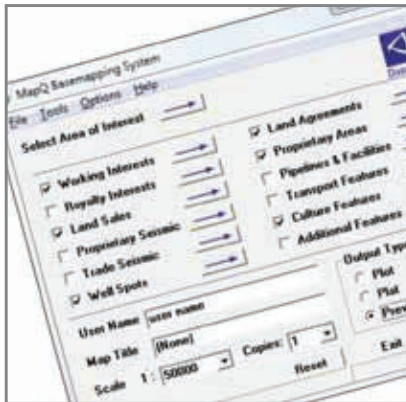 MapQ Basemapping System
File Tools Options Help
Select Area of Interest
Working Interests
Royalty Interests
Land Sales
Proprietary Seismic
Trade Seismic
Well Spots
Land Agreements
Proprietary Areas
Pipelines & Facilities
Transport Features
Culture Features
Additional Features
User Name user name
Map Title (None)
Scale 1: 50000 Copies: 1
Reset
Output Type
Plot
Plat
Exit